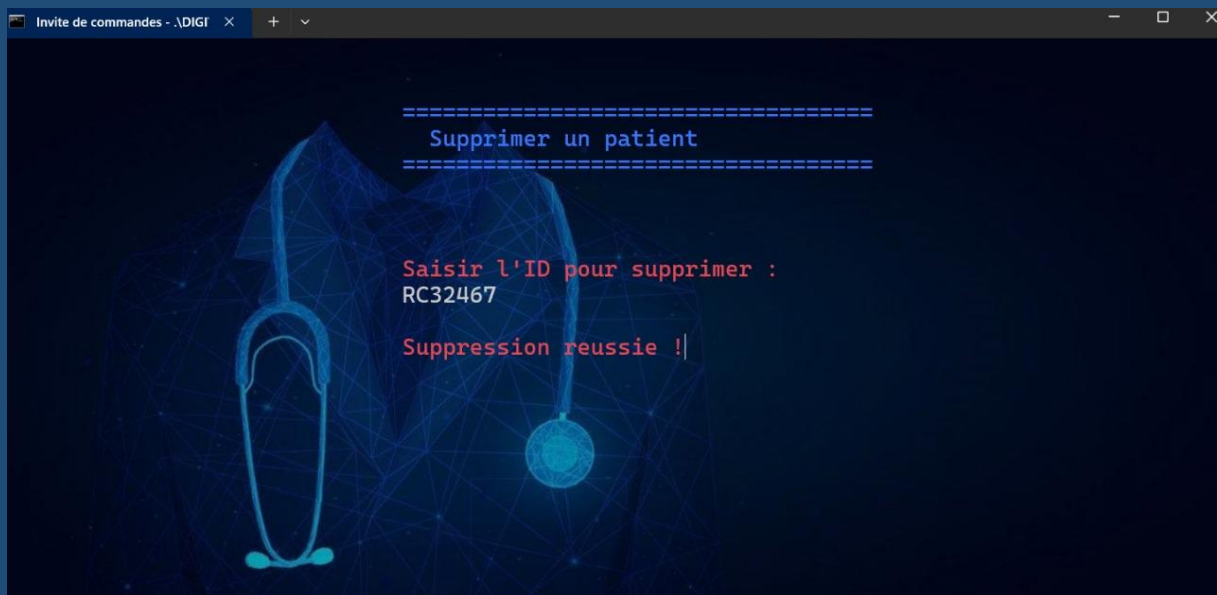 Invite de commandes - .\DIGI
===================================
Supprimer un patient
===================================
Saisir l'ID pour supprimer :
RC32467
Suppression reussie !